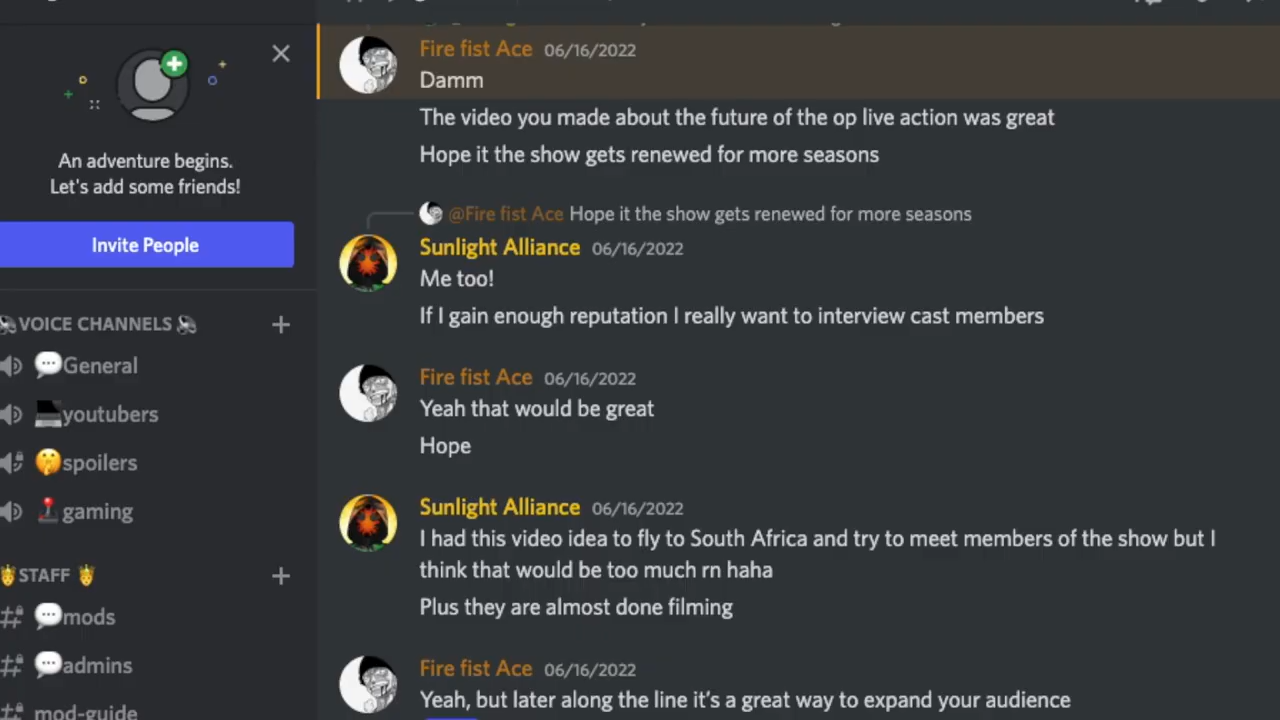 An adventure begins.
Let's add some friends!
Invite People
VOICE CHANNELS
General
youtubers
spoilers
gaming
STAFF
mods
admins
mod-guide
Fire fist Ace 06/16/2022
Damm
The video you made about the future of the op live action was great
Hope it the show gets renewed for more seasons
@Fire fist Ace Hope it the show gets renewed for more seasons
Sunlight Alliance 06/16/2022
Me too!
If I gain enough reputation I really want to interview cast members
Fire fist Ace 06/16/2022
Yeah that would be great
Hope
Sunlight Alliance 06/16/2022
I had this video idea to fly to South Africa and try to meet members of the show but I
think that would be too much rn haha
Plus they are almost done filming
Fire fist Ace 06/16/2022
Yeah, but later along the line it's a great way to expand your audience